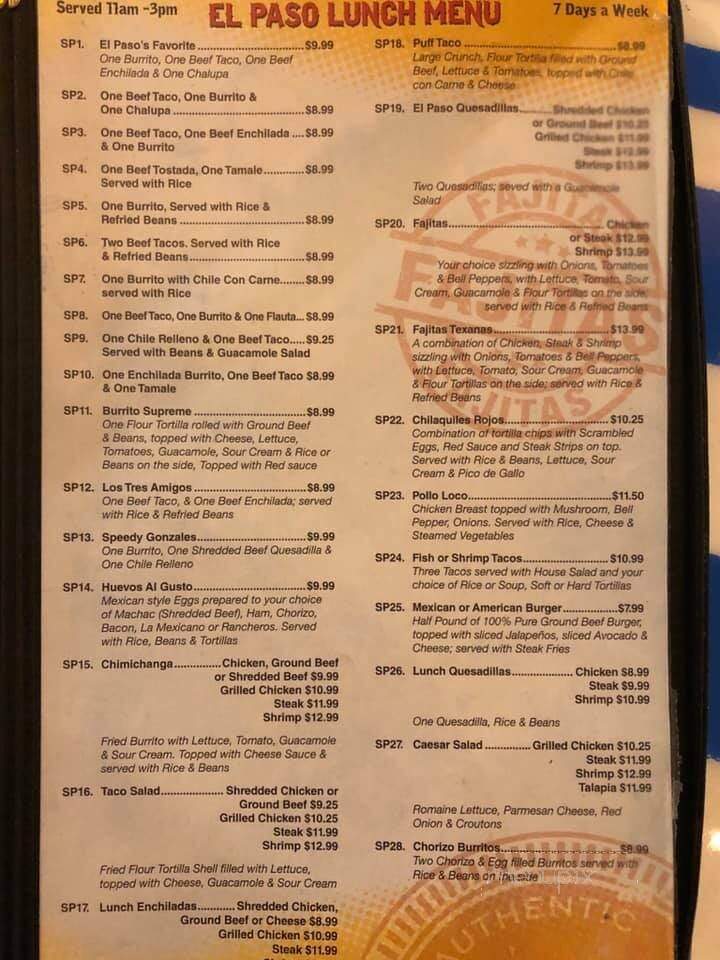 Served 11am -3pm
EL PASO LUNCH MENU
7 Days a Week
SP1. El Paso's Favorite ..............................$9.99
One Burrito, One Beef Taco, One Beef
Enchilada & One Chalupa
SP2. One Beef Taco, One Burrito &
One Chalupa .....................................$8.99
SP3. One Beef Taco, One Beef Enchilada ....$8.99
& One Burrito
SP4. One Beef Tostada, One Tamale............$8.99
Served with Rice
SP5. One Burrito, Served with Rice &
Refried Beans ...................................$8.99
SP6. Two Beef Tacos. Served with Rice
& Refried Beans.................................$8.99
SP7. One Burrito with Chile Con Carne.......$8.99
served with Rice
SP8. One Beef Taco, One Burrito & One Flauta... $8.99
SP9. One Chile Relleno & One Beef Taco.....$9.25
Served with Beans & Guacamole Salad
SP10. One Enchilada Burrito, One Beef Taco $8.99
& One Tamale
SP11. Burrito Supreme ................................$8.99
One Flour Tortilla rolled with Ground Beef
& Beans, topped with Cheese, Lettuce,
Tomatoes, Guacamole, Sour Cream & Rice or
Beans on the side, Topped with Red sauce
SP12. Los Tres Amigos ................................$8.99
One Beef Taco, & One Beef Enchilada; served
with Rice & Refried Beans
SP13. Speedy Gonzales...............................$9.99
One Burrito, One Shredded Beef Quesadilla &
One Chile Relleno
SP14. Huevos Al Gusto................................$9.99
Mexican style Eggs prepared to your choice
of Machac (Shredded Beef), Ham, Chorizo,
Bacon, La Mexicano or Rancheros. Served
with Rice, Beans & Tortillas
SP15. Chimichanga..............Chicken, Ground Beef
or Shredded Beef $9.99
Grilled Chicken $10.99
Steak $11.99
Shrimp $12.99
Fried Burrito with Lettuce, Tomato, Guacamole
& Sour Cream. Topped with Cheese Sauce &
served with Rice & Beans
SP16. Taco Salad................... Shredded Chicken or
Ground Beef $9.25
Grilled Chicken $10.25
Steak $11.99
Shrimp $12.99
Fried Flour Tortilla Shell filled with Lettuce,
topped with Cheese, Guacamole & Sour Cream
SP17. Lunch Enchiladas........... Shredded Chicken,
Ground Beef or Cheese $8.99
Grilled Chicken $10.99
Steak $11.99
SP18. Puff Taco ............................................$8.99
Large Crunch, Flour Tortilla filled with Ground
Beef, Lettuce & Tomatoes, topped with Chile
con Carne & Cheese
SP19. El Paso Quesadillas......... Shredded Chicken
or Ground Beef $10.25
Grilled Chicken $11.99
Steak $12.99
Shrimp $13.99
Two Quesadillas; seved with a Guacamole
Salad
SP20. Fajitas........................................ Chicken
or Steak $12.99
Shrimp $13.99
Your choice sizzling with Onions, Tomatoes
& Bell Peppers, with Lettuce, Tomato, Sour
Cream, Guacamole & Flour Tortillas on the side;
served with Rice & Refried Beans
SP21. Fajitas Texanas.................................$13.99
A combination of Chicken, Steak & Shrimp
sizzling with Onions, Tomatoes & Bell Peppers,
with Lettuce, Tomato, Sour Cream, Guacamole
& Flour Tortillas on the side; served with Rice &
Refried Beans
SP22. Chilaquiles Rojos..............................$10.25
Combination of tortilla chips with Scrambled
Eggs, Red Sauce and Steak Strips on top.
Served with Rice & Beans, Lettuce, Sour
Cream & Pico de Gallo
SP23. Pollo Loco.........................................$11.50
Chicken Breast topped with Mushroom, Bell
Pepper, Onions. Served with Rice, Cheese &
Steamed Vegetables
SP24. Fish or Shrimp Tacos.........................$10.99
Three Tacos served with House Salad and your
choice of Rice or Soup, Soft or Hard Tortillas
SP25. Mexican or American Burger...............$7.99
Half Pound of 100% Pure Ground Beef Burger,
topped with sliced Jalapeños, sliced Avocado &
Cheese; served with Steak Fries
SP26. Lunch Quesadillas.................... Chicken $8.99
Steak $9.99
Shrimp $10.99
One Quesadilla, Rice & Beans
SP27. Caesar Salad .............. Grilled Chicken $10.25
Steak $11.99
Shrimp $12.99
Talapia $11.99
Romaine Lettuce, Parmesan Cheese, Red
Onion & Croutons
SP28. Chorizo Burritos..................................$8.99
Two Chorizo & Egg filled Burritos served with
Rice & Beans on the side
FAJITAS
FAJITAS
AUTHENTIC